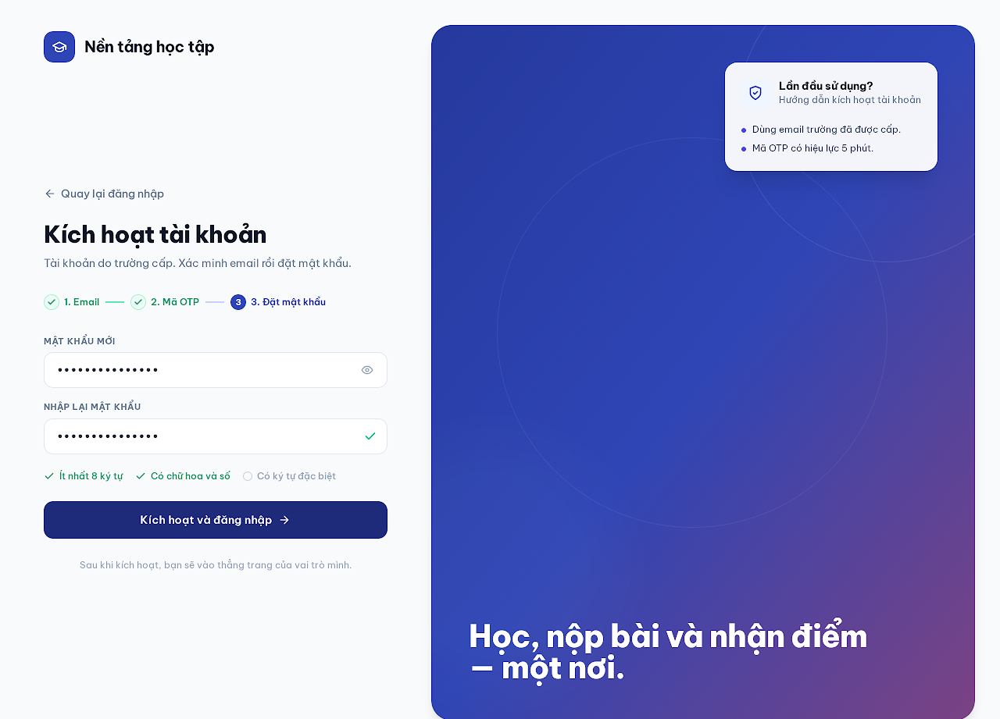 Nền tảng học tập
Quay lại đăng nhập
Kích hoạt tài khoản
Tài khoản do trường cấp. Xác minh email rồi đặt mật khẩu.
1. Email
2. Mã OTP
3 3. Đặt mật khẩu
MẬT KHẨU MỚI
•••••••••••••••
NHẬP LẠI MẬT KHẨU
•••••••••••••••
Ít nhất 8 ký tự
Có chữ hoa và số
Có ký tự đặc biệt
Kích hoạt và đăng nhập
Sau khi kích hoạt, bạn sẽ vào thẳng trang của vai trò mình.
Lần đầu sử dụng?
Hướng dẫn kích hoạt tài khoản
Dùng email trường đã được cấp.
Mã OTP có hiệu lực 5 phút.
Học, nộp bài và nhận điểm
— một nơi.